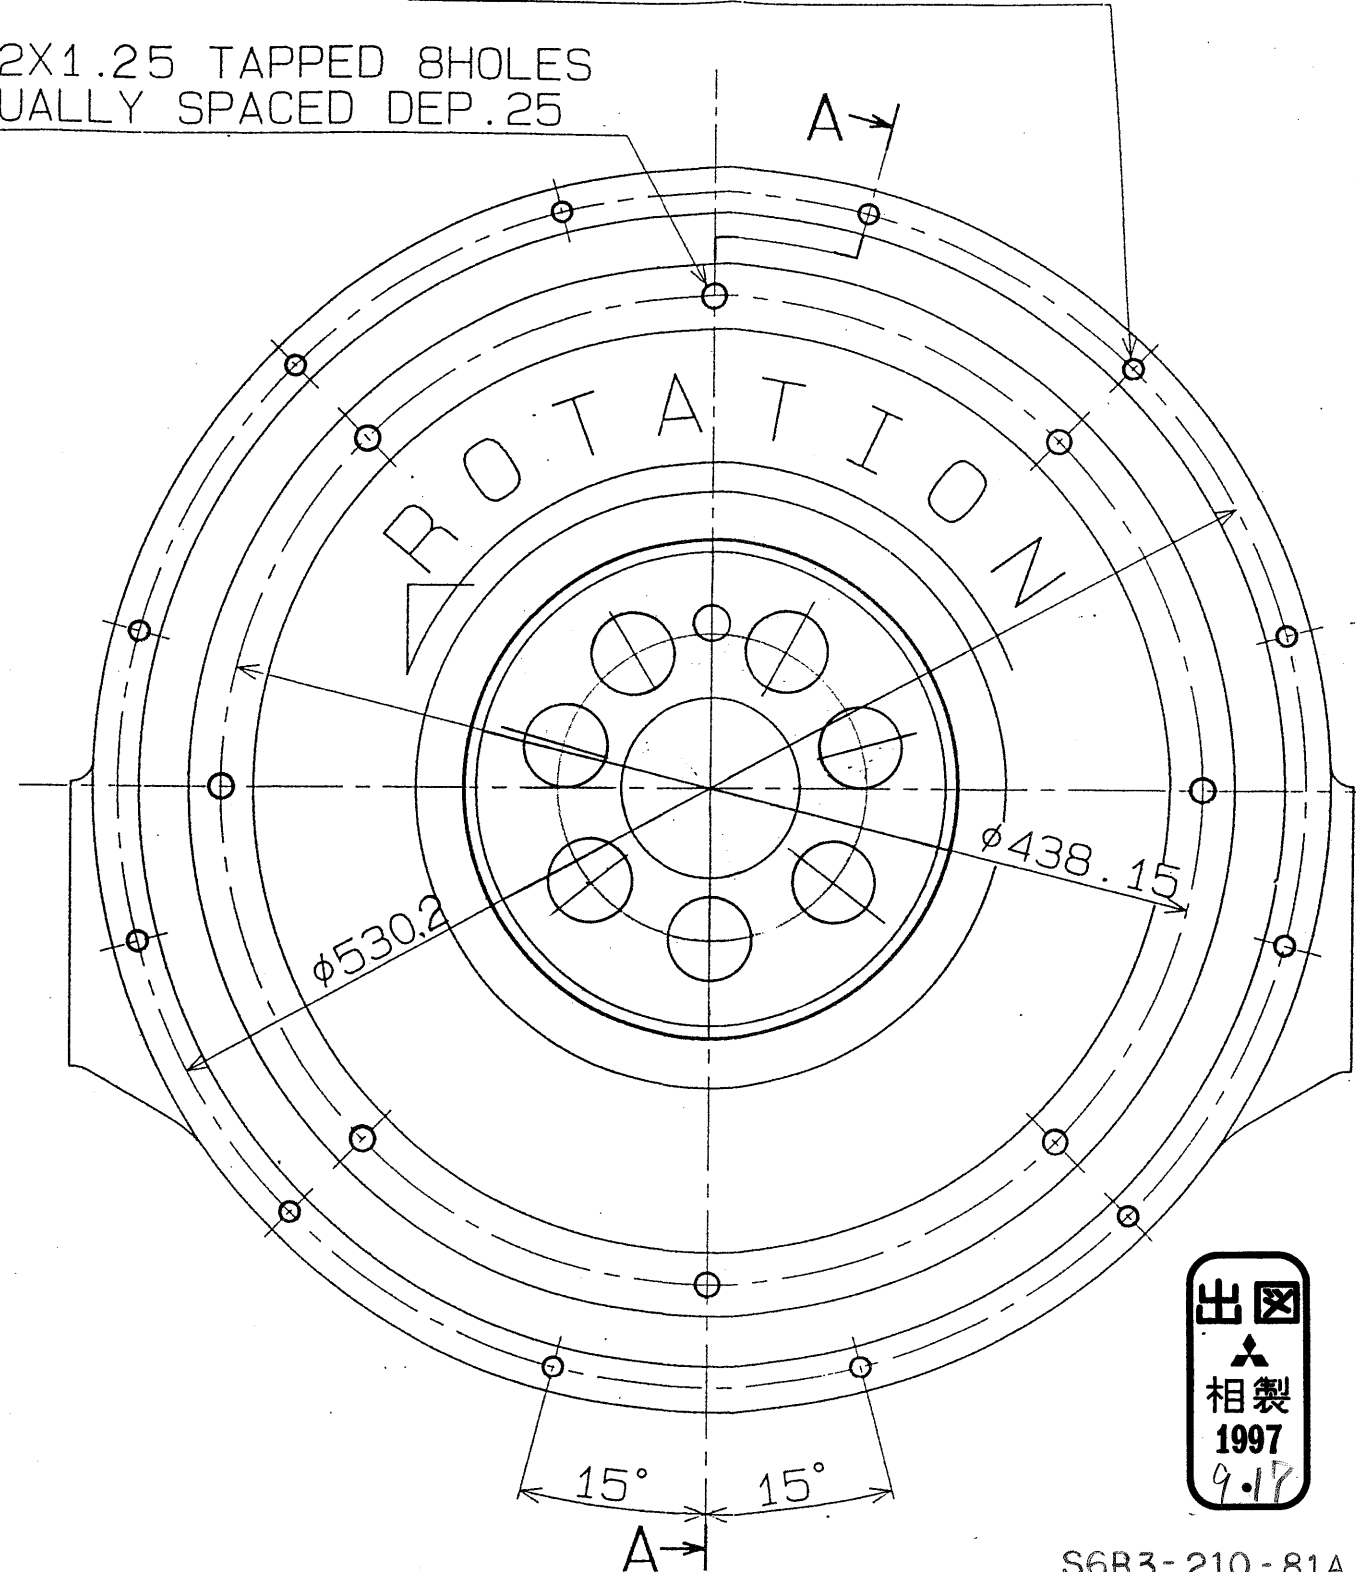 2X1.25 TAPPED 8HOLES
UALLY SPACED DEP.25
A
ROTATION
φ438.15
φ530.2
15° 15°
A
出図
相製
1997
9.17
S6B3-210-81A